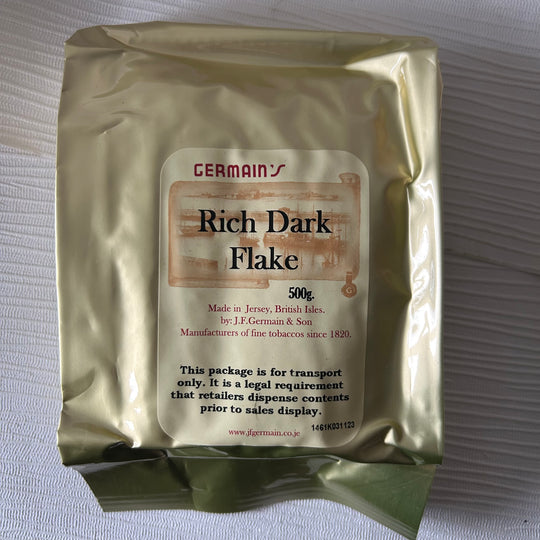 GERMAIN'S
Rich Dark
Flake
500g.
Made in Jersey, British Isles.
by: J.F.Germain & Son
Manufacturers of fine tobaccos since 1820.
This package is for transport
only. It is a legal requirement
that retailers dispense contents
prior to sales display.
1461K031123
www.jfgermain.co.je